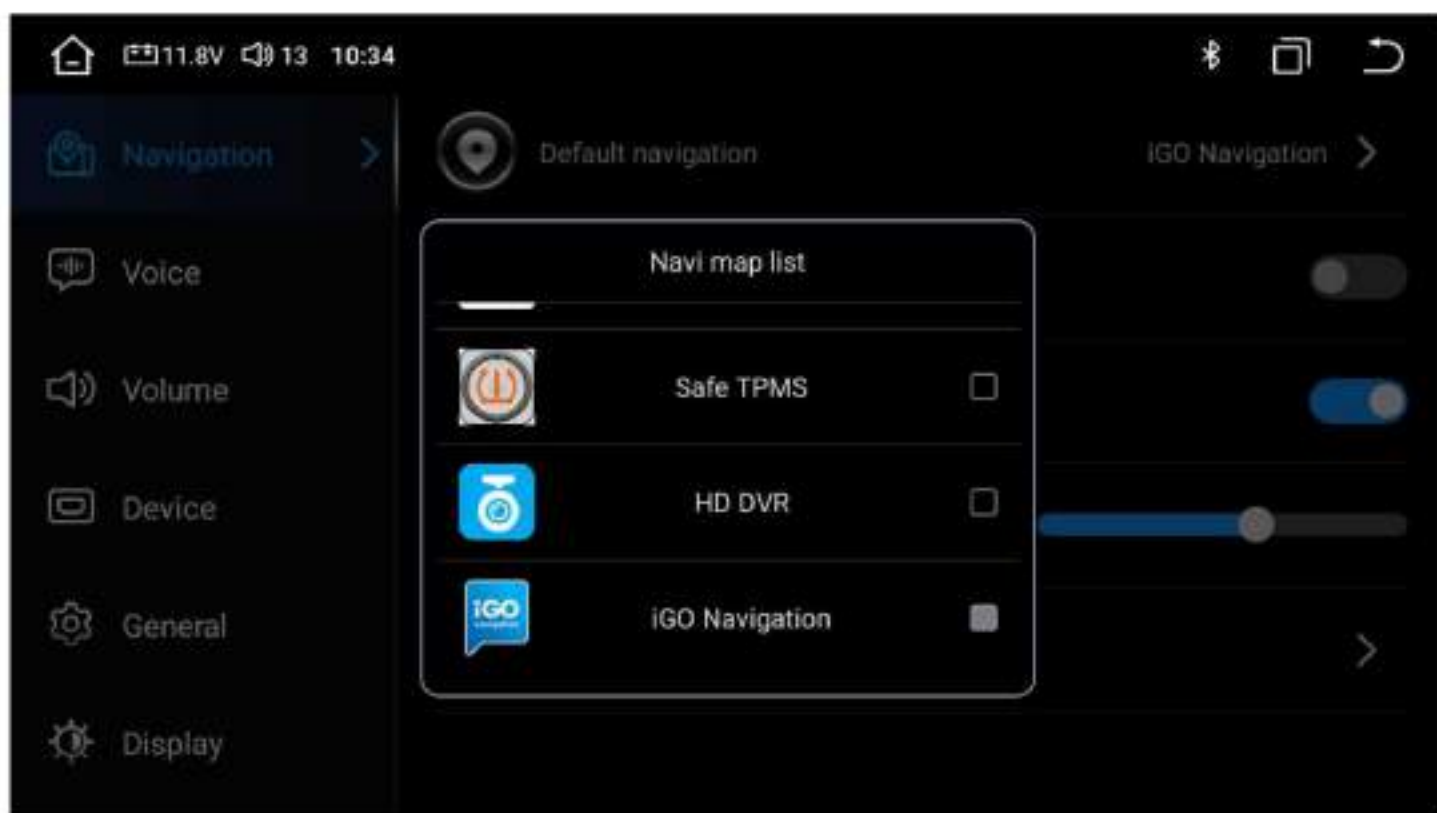 11.8V 13 10:34
Navigation
Default navigation
iGO Navigation
Navi map list
Voice
Volume
Safe TPMS
Device
HD DVR
General
iGO
iGO Navigation
Display